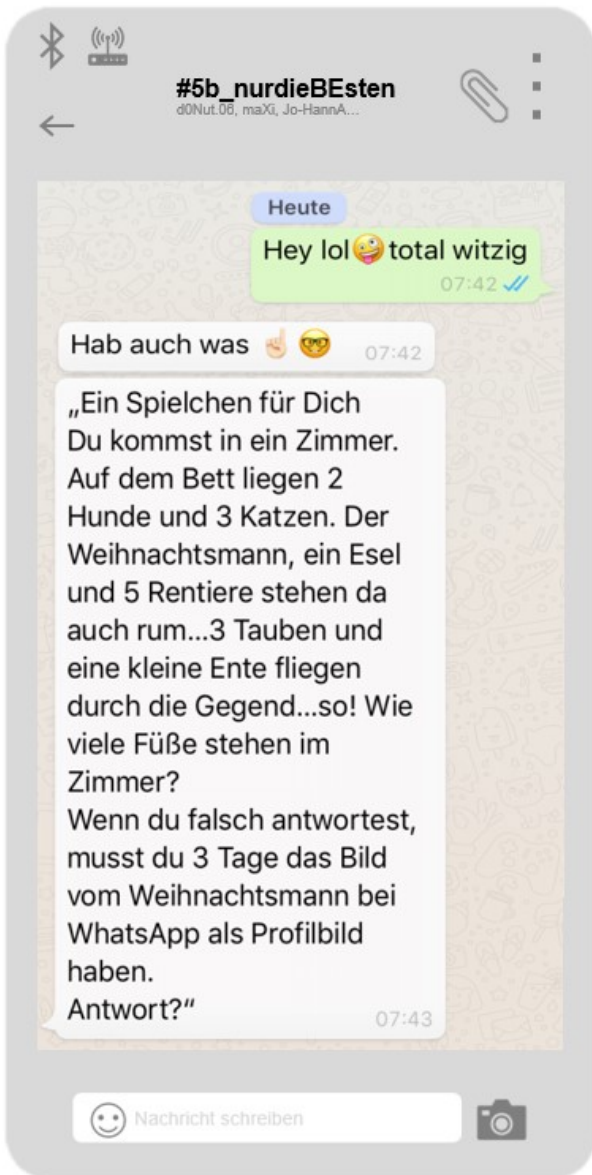 #5b_nurdieBEsten
d0Nut.06, maXi, Jo-HannA...
Heute
Hey lol🤪total witzig
07:42
Hab auch was ☝🏻 🤓
07:42
„Ein Spielchen für Dich
Du kommst in ein Zimmer.
Auf dem Bett liegen 2
Hunde und 3 Katzen. Der
Weihnachtsmann, ein Esel
und 5 Rentiere stehen da
auch rum...3 Tauben und
eine kleine Ente fliegen
durch die Gegend...so! Wie
viele Füße stehen im
Zimmer?
Wenn du falsch antwortest,
musst du 3 Tage das Bild
vom Weihnachtsmann bei
WhatsApp als Profilbild
haben.
Antwort?“
07:43
Nachricht schreiben